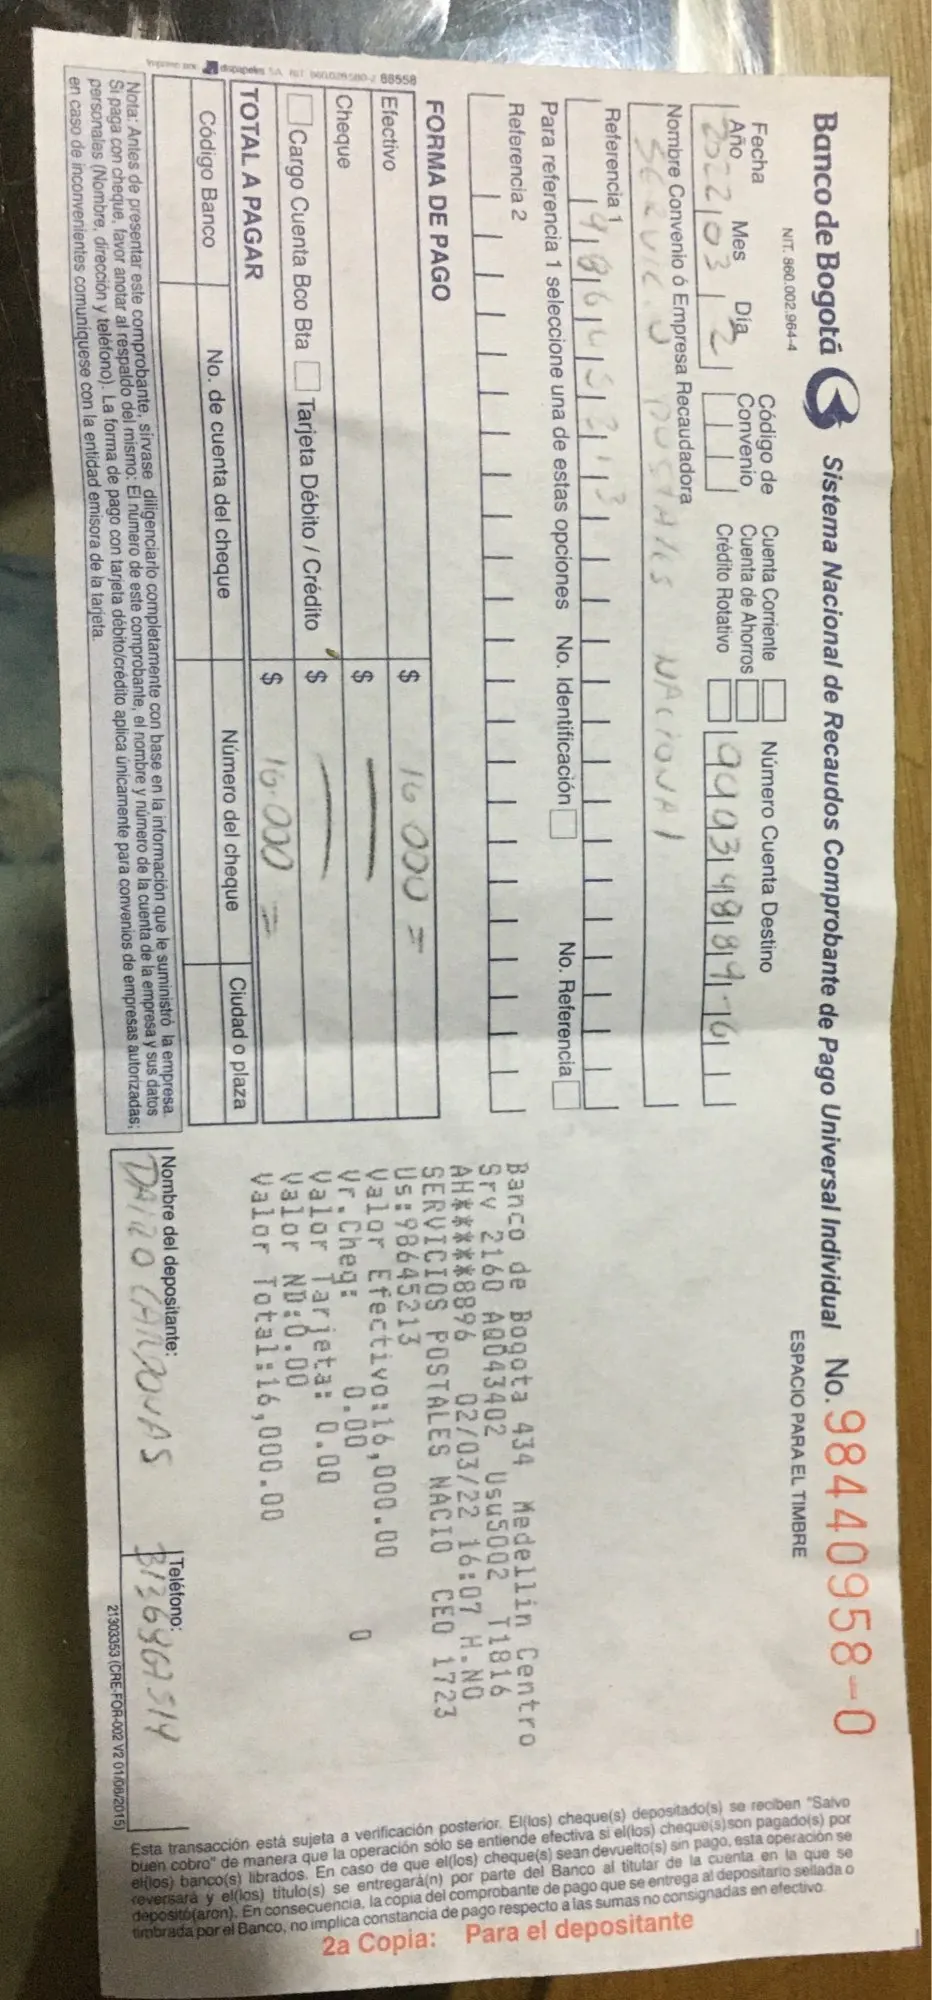 Banco de Bogotá Sistema Nacional de Recaudos Comprobante de Pago Universal Individual No. 98440958-0
NIT. 860.002.964-4
ESPACIO PARA EL TIMBRE
Fecha
Año Mes Día
2022 03 2
Código de Convenio
Cuenta Corriente
Cuenta de Ahorros
Crédito Rotativo
Número Cuenta Destino
Nombre Convenio ó Empresa Recaudadora
SERVICIO POSTALES NACIONAL
Referencia 1
98645213
Para referencia 1 seleccione una de estas opciones No. Identificación No. Referencia
Referencia 2
FORMA DE PAGO
Efectivo $ 16 000 =
Cheque $
Cargo Cuenta Bco Bta Tarjeta Débito / Crédito $
TOTAL A PAGAR $ 16.000 =
Código Banco No. de cuenta del cheque Número del cheque Ciudad o plaza
Nota: Antes de presentar este comprobante, sírvase diligenciarlo completamente con base en la información que le suministró la empresa.
Si paga con cheque, favor anotar al respaldo del mismo: El número de este comprobante, el nombre y número de la cuenta de la empresa y sus datos
personales (Nombre, dirección y teléfono). La forma de pago con tarjeta débito/crédito aplica únicamente para convenios de empresas autorizadas;
en caso de inconvenientes comuníquese con la entidad emisora de la tarjeta.
88558
Banco de Bogota 434 Medellin Centro
Srv 2160 AQ043402 Usu5002 T1816
AH*****8896 02/03/22 16:07 H.NO
SERVICIOS POSTALES NACIO CEO 1723
Us:98645213
Valor Efectivo:16,000.00
Vr.Cheq: 0.00 0
Valor Tarjeta: 0.00
Valor ND:0.00
Valor Total:16,000.00
Nombre del depositante:
DAIRO CARDONAS
Teléfono:
21303353 (CRE-FOR-002 V2 01/08/2015)
Esta transacción está sujeta a verificación posterior. El(los) cheque(s) depositado(s) se reciben "Salvo
buen cobro" de manera que la operación sólo se entiende efectiva si el(los) cheque(s) son pagado(s) por
el(los) banco(s) librados. En caso de que el(los) cheque(s) sean devuelto(s) sin pago, esta operación se
reversará y el(los) título(s) se entregará(n) por parte del Banco al titular de la cuenta en la que se
depositó(aron). En consecuencia, la copia del comprobante de pago que se entrega al depositario sellada o
timbrada por el Banco, no implica constancia de pago respecto a las sumas no consignadas en efectivo.
2a Copia: Para el depositante